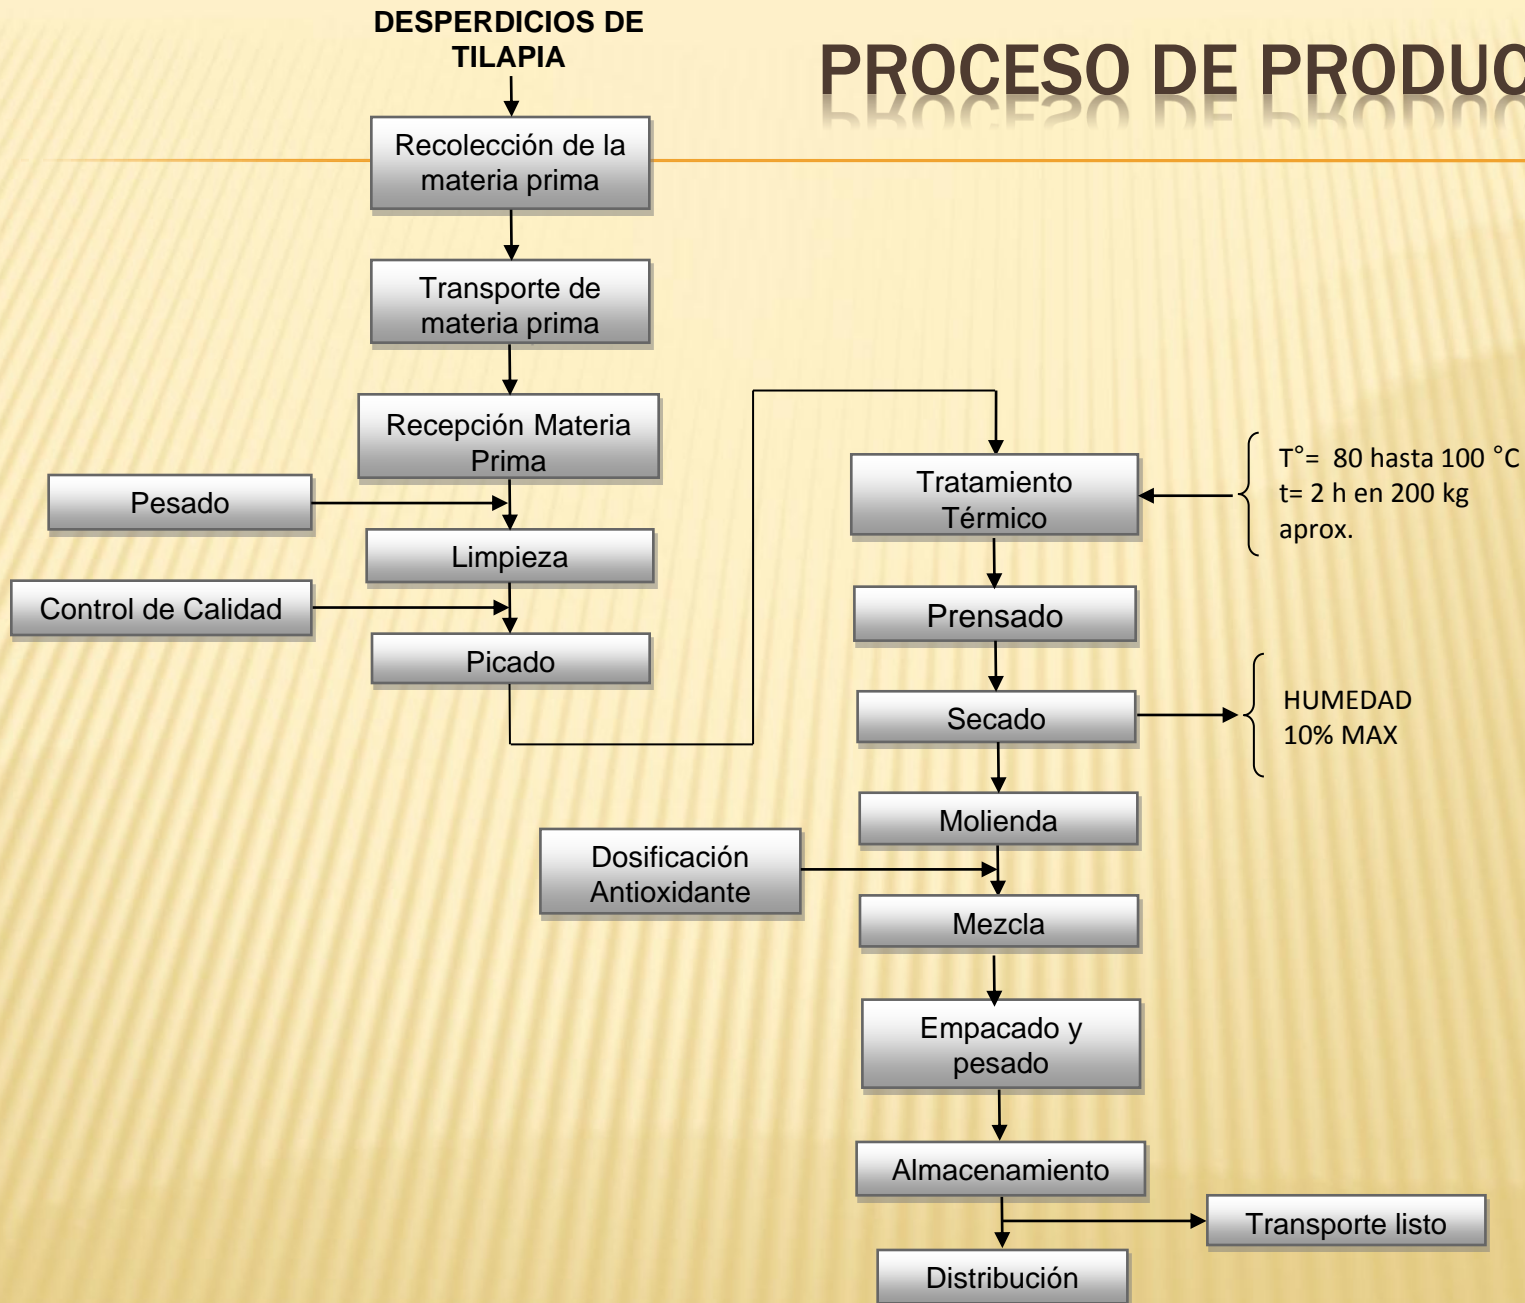 DESPERDICIOS DE
TILAPIA
PROCESO DE PRODUC
Recolección de la
materia prima
Transporte de
materia prima
Recepción Materia
Prima
Pesado
Limpieza
Control de Calidad
Picado
Tratamiento
Térmico
T°= 80 hasta 100 °C
t= 2 h en 200 kg
aprox.
Prensado
Secado
HUMEDAD
10% MAX
Molienda
Dosificación
Antioxidante
Mezcla
Empacado y
pesado
Almacenamiento
Transporte listo
Distribución